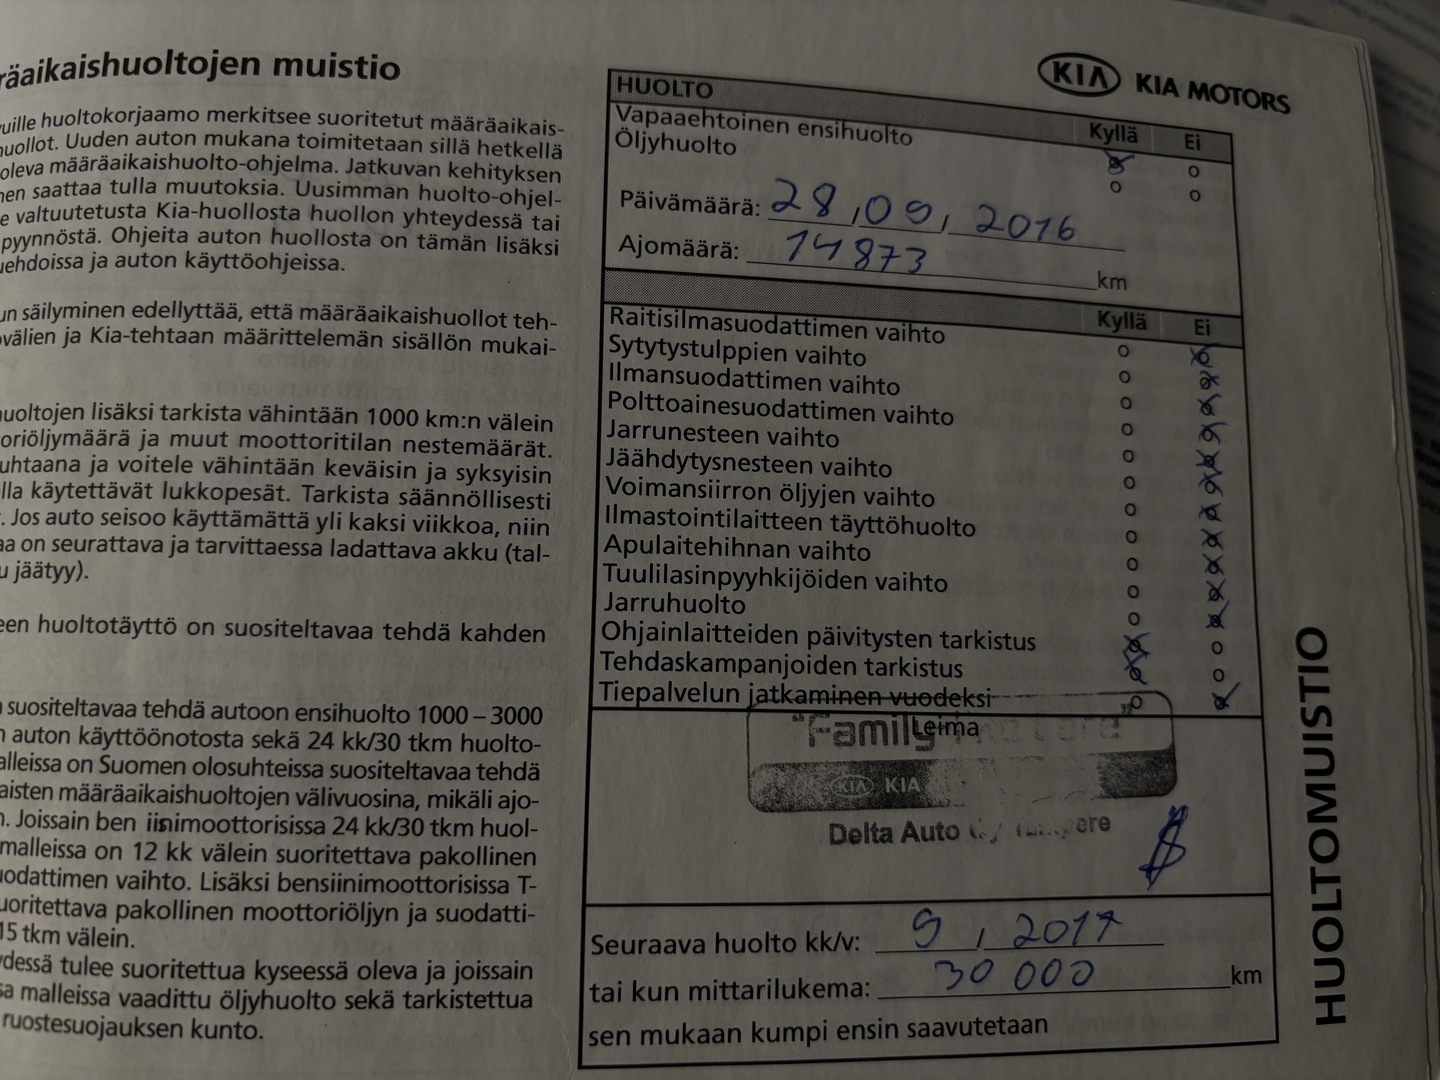 räaikaishuoltojen muistio
uille huoltokorjaamo merkitsee suoritetut määräaikais-
huollot. Uuden auton mukana toimitetaan sillä hetkellä
oleva määräaikaishuolto-ohjelma. Jatkuvan kehityksen
nen saattaa tulla muutoksia. Uusimman huolto-ohjel-
e valtuutetusta Kia-huollosta huollon yhteydessä tai
pyynnöstä. Ohjeita auton huollosta on tämän lisäksi
uehdoissa ja auton käyttöohjeissa.
un säilyminen edellyttää, että määräaikaishuollot teh-
ovälien ja Kia-tehtaan määrittelemän sisällön mukai-
huoltojen lisäksi tarkista vähintään 1000 km:n välein
toriöljymäärä ja muut moottoritilan nestemäärät.
uhtaana ja voitele vähintään keväisin ja syksyisin
lla käytettävät lukkopesät. Tarkista säännöllisesti
. Jos auto seisoo käyttämättä yli kaksi viikkoa, niin
aa on seurattava ja tarvittaessa ladattava akku (tal-
u jäätyy).
een huoltotäyttö on suositeltavaa tehdä kahden
suositeltavaa tehdä autoon ensihuolto 1000 – 3000
n auton käyttöönotosta sekä 24 kk/30 tkm huolto-
alleissa on Suomen olosuhteissa suositeltavaa tehdä
aisten määräaikaishuoltojen välivuosina, mikäli ajo-
n. Joissain ben iisnimoottorisissa 24 kk/30 tkm huol-
malleissa on 12 kk välein suoritettava pakollinen
uodattimen vaihto. Lisäksi bensiinimoottorisissa T-
uoritettava pakollinen moottoriöljyn ja suodatti-
15 tkm välein.
ydessä tulee suoritettua kyseessä oleva ja joissain
sa malleissa vaadittu öljyhuolto sekä tarkistettua
ruostesuojauksen kunto.
KIA KIA MOTORS
HUOLTO Kyllä Ei
Vapaaehtoinen ensihuolto
Öljyhuolto
Päivämäärä: 28 / 09 / 2016
Ajomäärä: 14873 km
Kyllä Ei
Raitisilmasuodattimen vaihto
Sytytystulppien vaihto
Ilmansuodattimen vaihto
Polttoainesuodattimen vaihto
Jarrunesteen vaihto
Jäähdytysnesteen vaihto
Voimansiirron öljyjen vaihto
Ilmastointilaitteen täyttöhuolto
Apulaitehihnan vaihto
Tuulilasinpyyhkijöiden vaihto
Jarruhuolto
Ohjainlaitteiden päivitysten tarkistus
Tehdaskampanjoiden tarkistus
Tiepalvelun jatkaminen vuodeksi
Leima
"Family
KIA KIA
Delta Auto
Seuraava huolto kk/v: 9 / 2017
tai kun mittarilukema: 30 000 km
sen mukaan kumpi ensin saavutetaan
HUOLTOMUISTIO